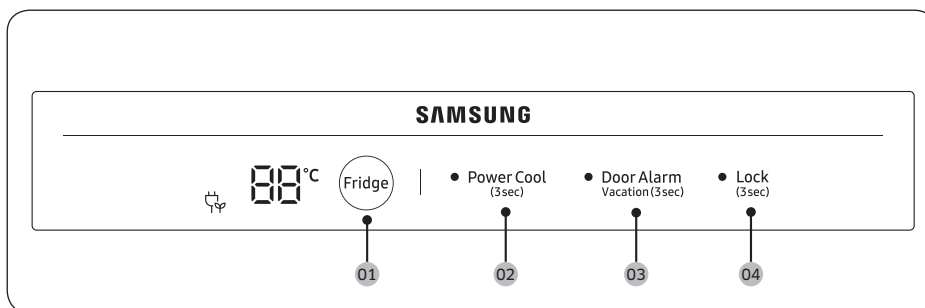 SAMSUNG
88°C
Fridge
Power Cool
(3sec)
Door Alarm
Vacation(3sec)
Lock
(3sec)
01
02
03
04